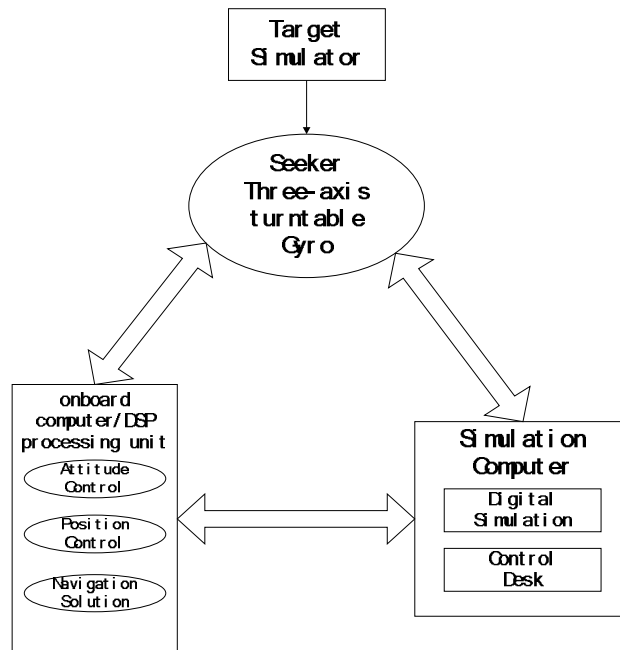 Target
Simulator
Seeker
Three-axis
turntable
Gyro
onboard
computer/DSP
processing unit
Attitude
Control
Position
Control
Navigation
Solution
Simulation
Computer
Digital
Simulation
Control
Desk